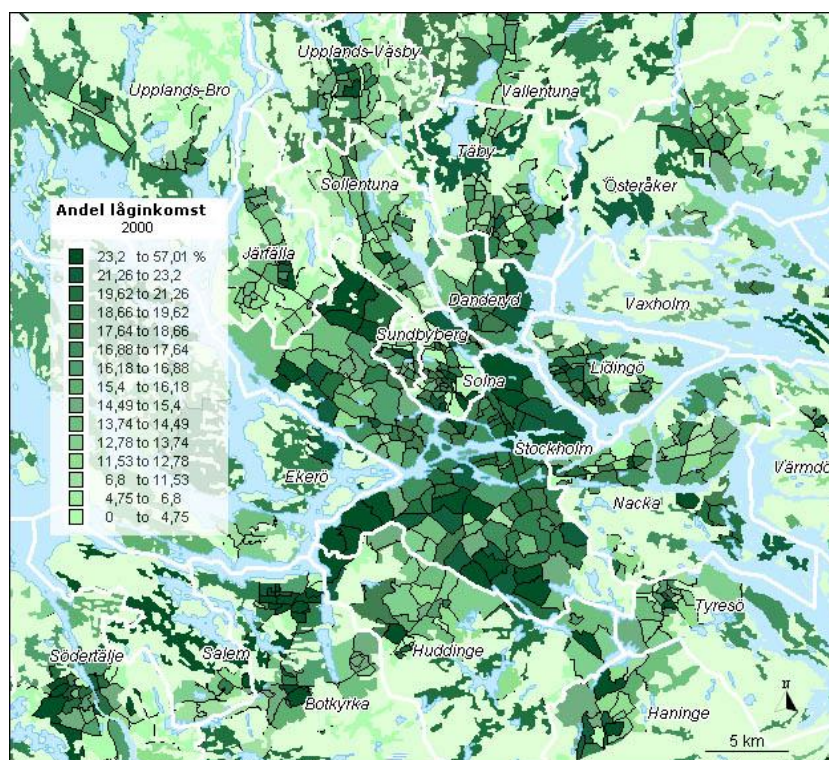 Upplands-Väsby
Upplands-Bro
Vallentuna
Täby
Sollentuna
Österåker
Andel låginkomst
2000
23,2 to 57,01 %
21,26 to 23,2
19,62 to 21,26
18,66 to 19,62
17,64 to 18,66
16,88 to 17,64
16,18 to 16,88
15,4 to 16,18
14,49 to 15,4
13,74 to 14,49
12,78 to 13,74
11,53 to 12,78
6,8 to 11,53
4,75 to 6,8
0 to 4,75
Järfälla
Danderyd
Vaxholm
Sundbyberg
Lidingö
Solna
Stockholm
Ekerö
Värmdö
Nacka
Tyresö
Södertälje
Salem
Huddinge
Botkyrka
Haninge
N
5 km